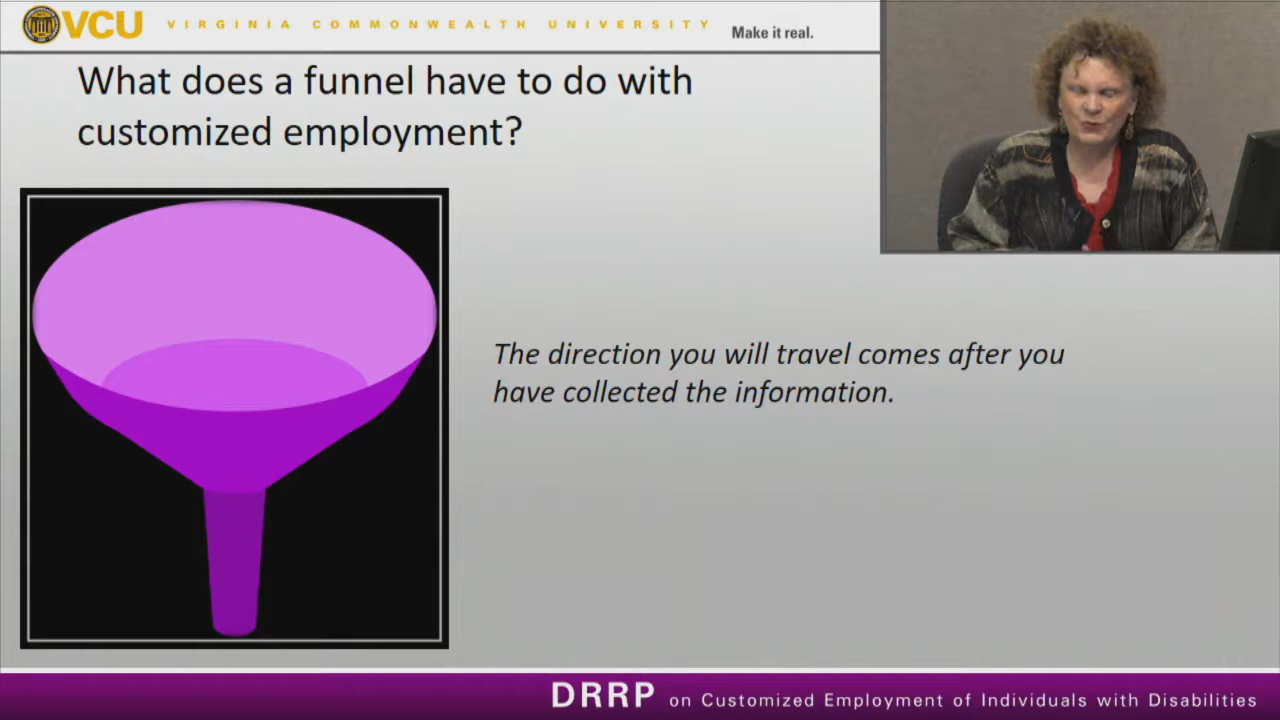 VCU VIRGINIA COMMONWEALTH UNIVERSITY Make it real.
What does a funnel have to do with
customized employment?
The direction you will travel comes after you
have collected the information.
DRRP on Customized Employment of Individuals with Disabilities